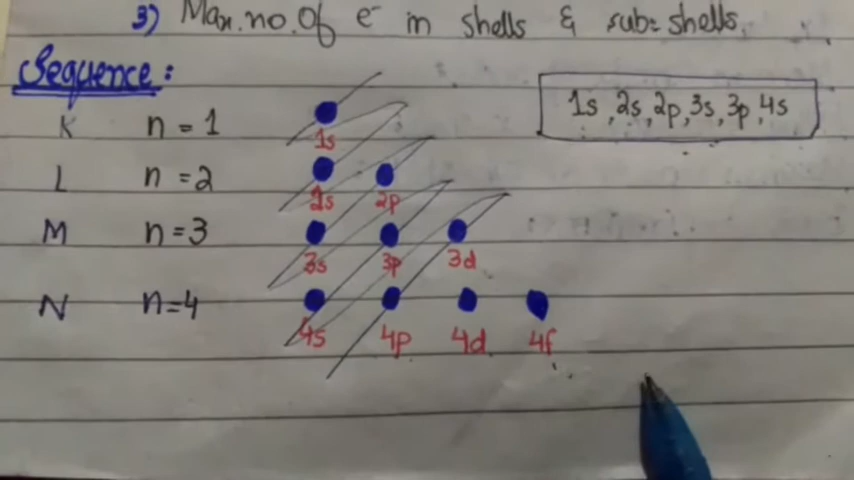 3) Max. no. Of e⁻ in shells & sub-shells
Sequence:
1s, 2s, 2p, 3s, 3p, 4s
K n = 1
1s
L n = 2
2s 2p
M n = 3
3s 3p 3d
N n=4
4s 4p 4d 4f